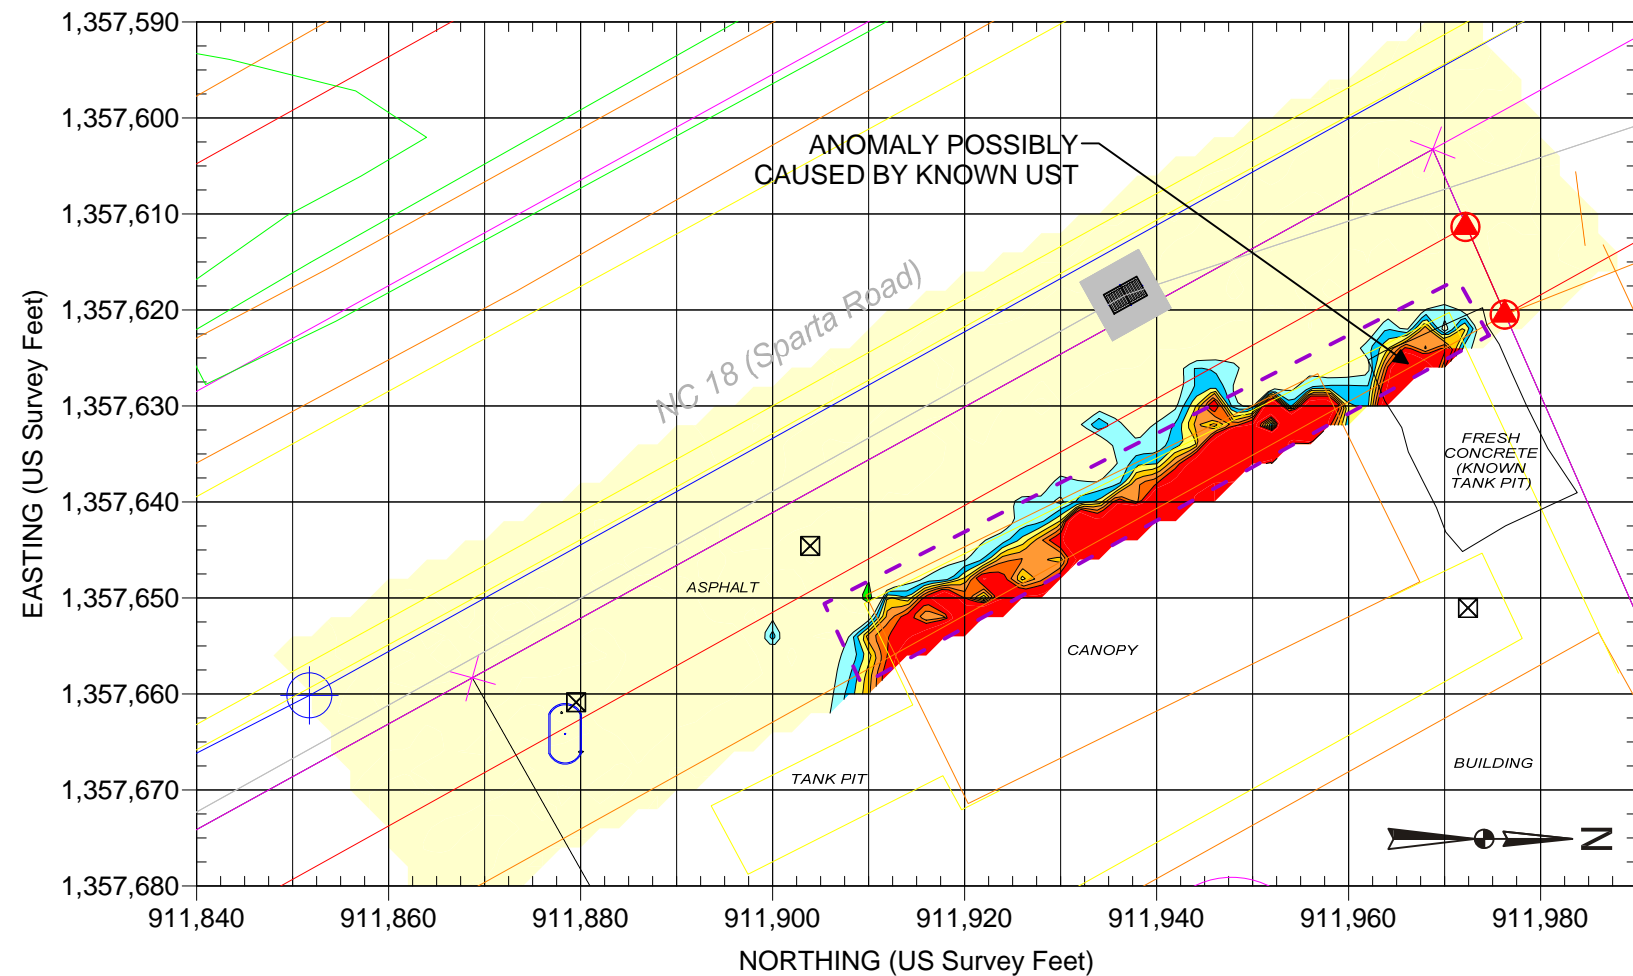 1,357,590
1,357,600
1,357,610
1,357,620
1,357,630
1,357,640
1,357,650
1,357,660
1,357,670
1,357,680
EASTING (US Survey Feet)
ANOMALY POSSIBLY
CAUSED BY KNOWN UST
NC 18 (Sparta Road)
FRESH
CONCRETE
(KNOWN
TANK PIT)
ASPHALT
CANOPY
TANK PIT
BUILDING
N
911,840
911,860
911,880
911,900
911,920
911,940
911,960
911,980
NORTHING (US Survey Feet)